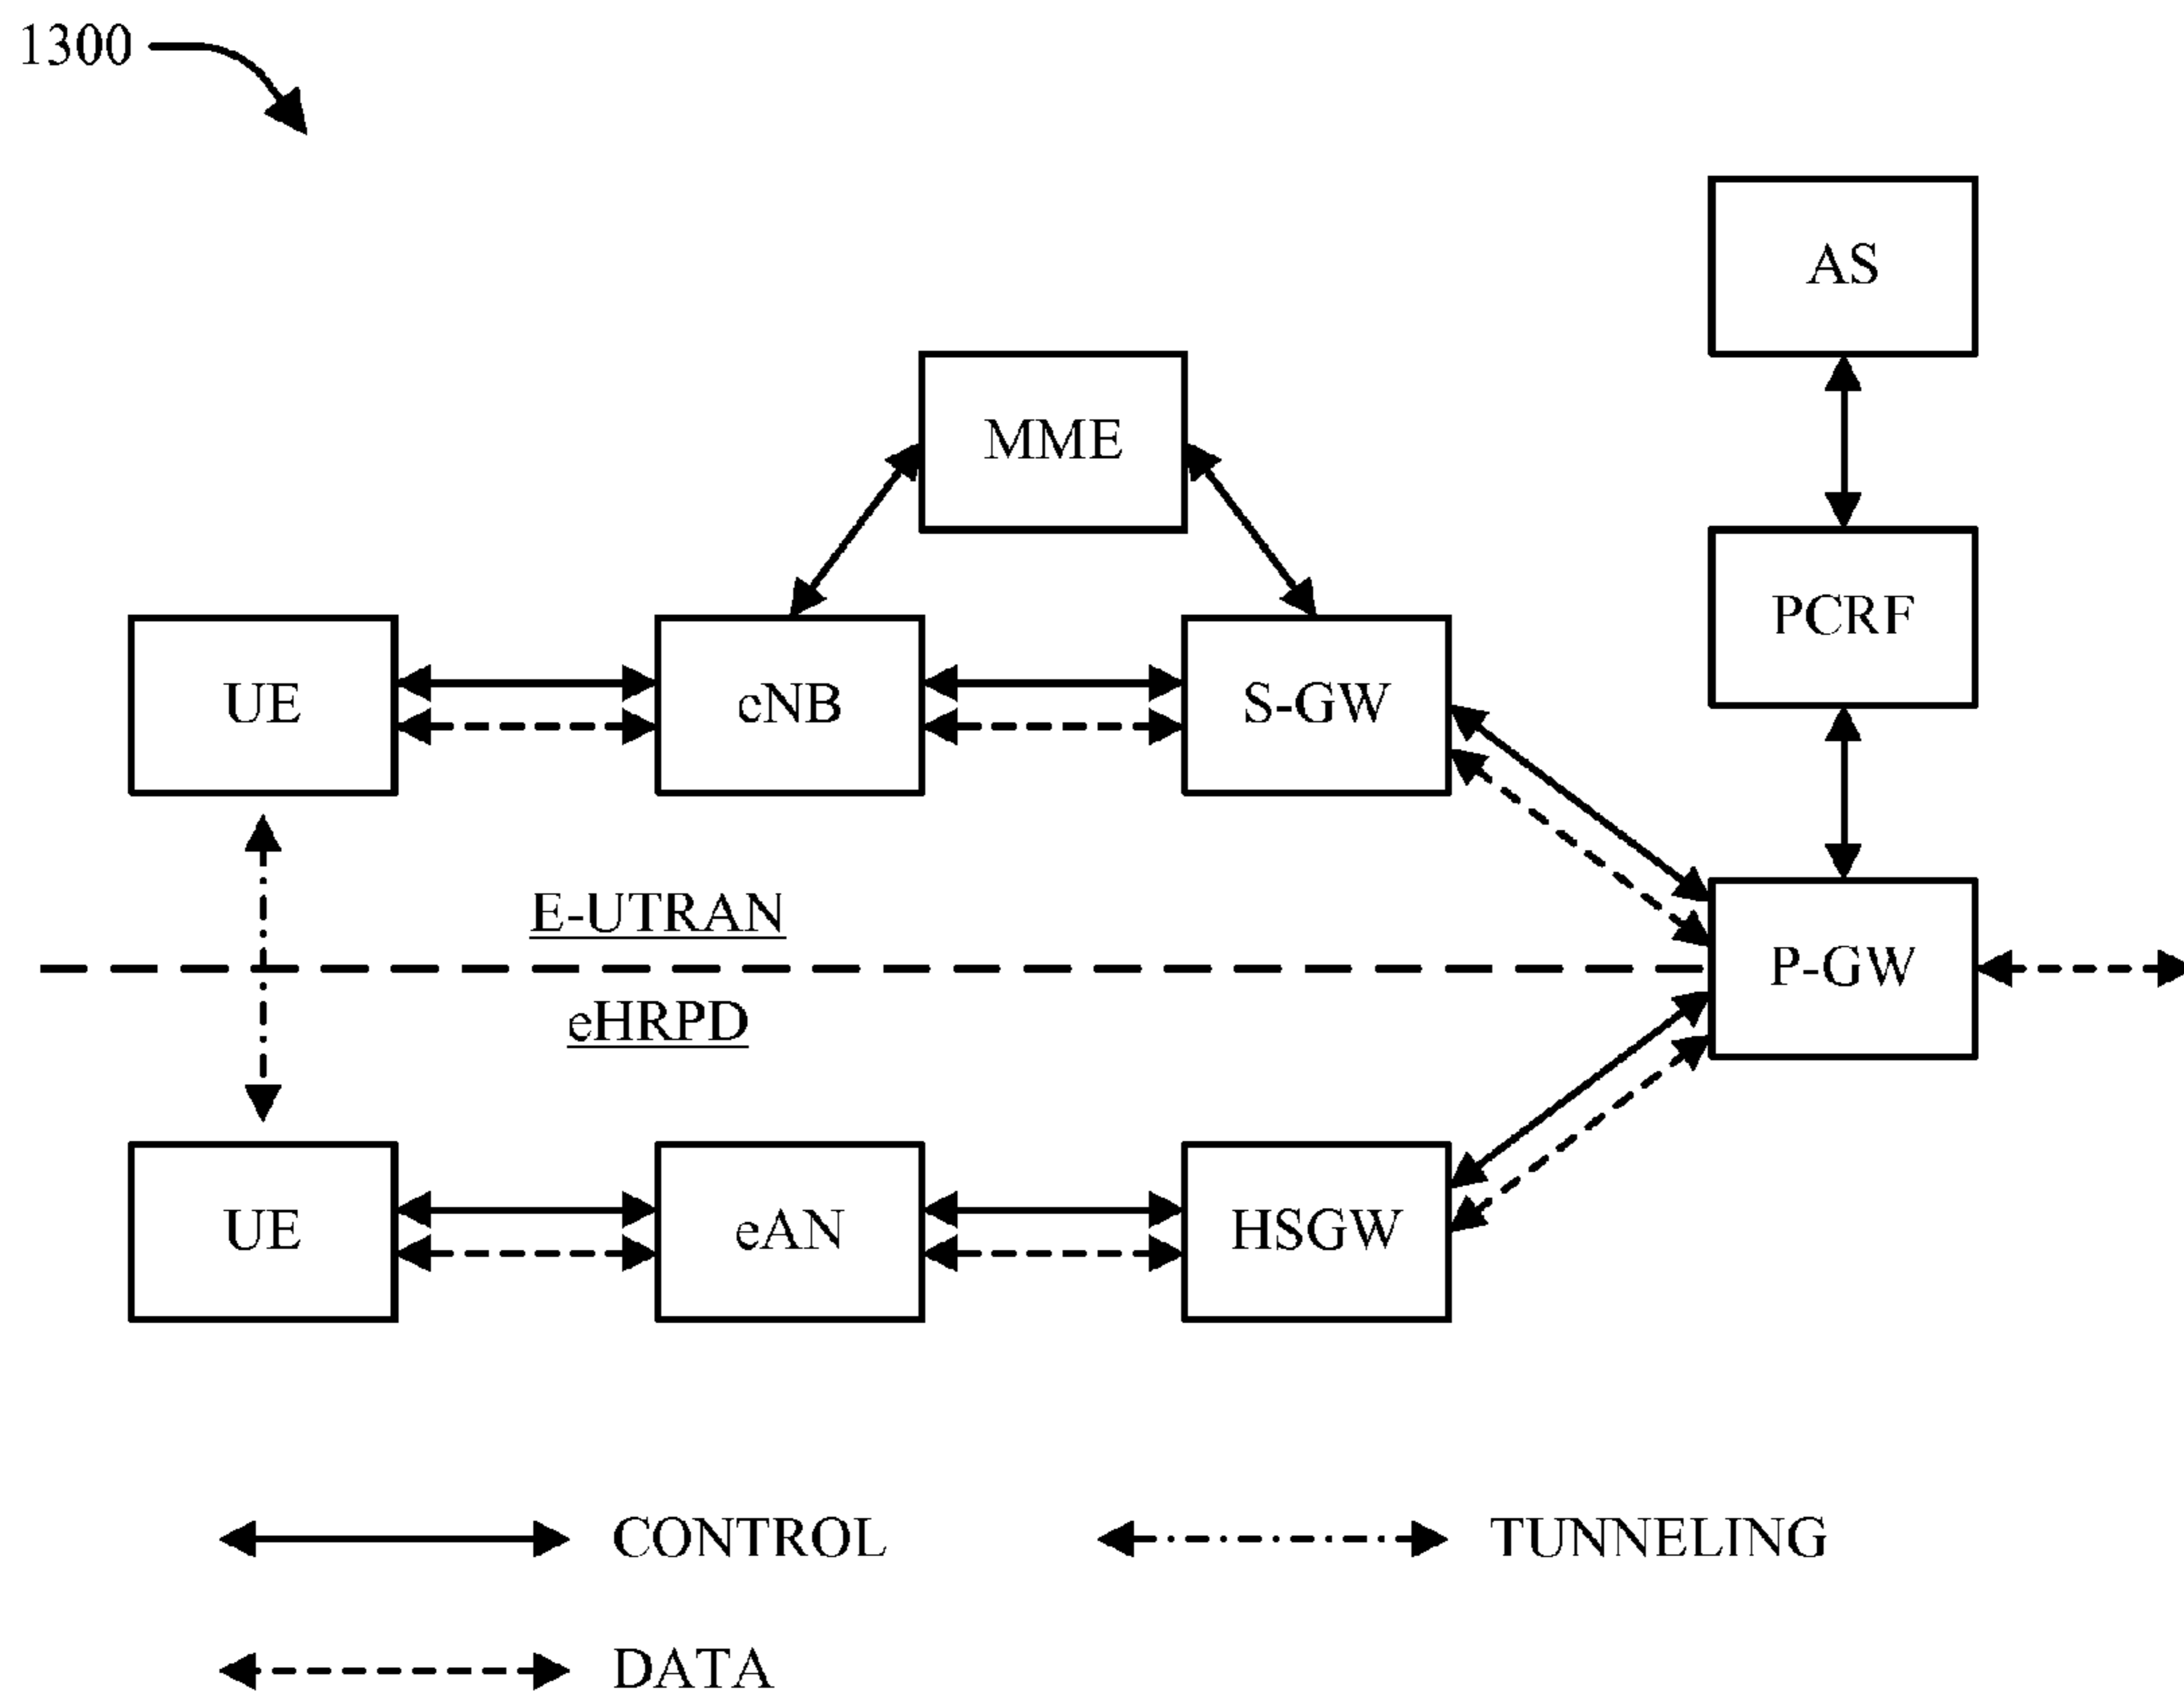 1300
AS
MME
PCRF
UE
cNB
S-GW
E-UTRAN
P-GW
eHRPD
UE
eAN
HSGW
CONTROL
TUNNELING
DATA